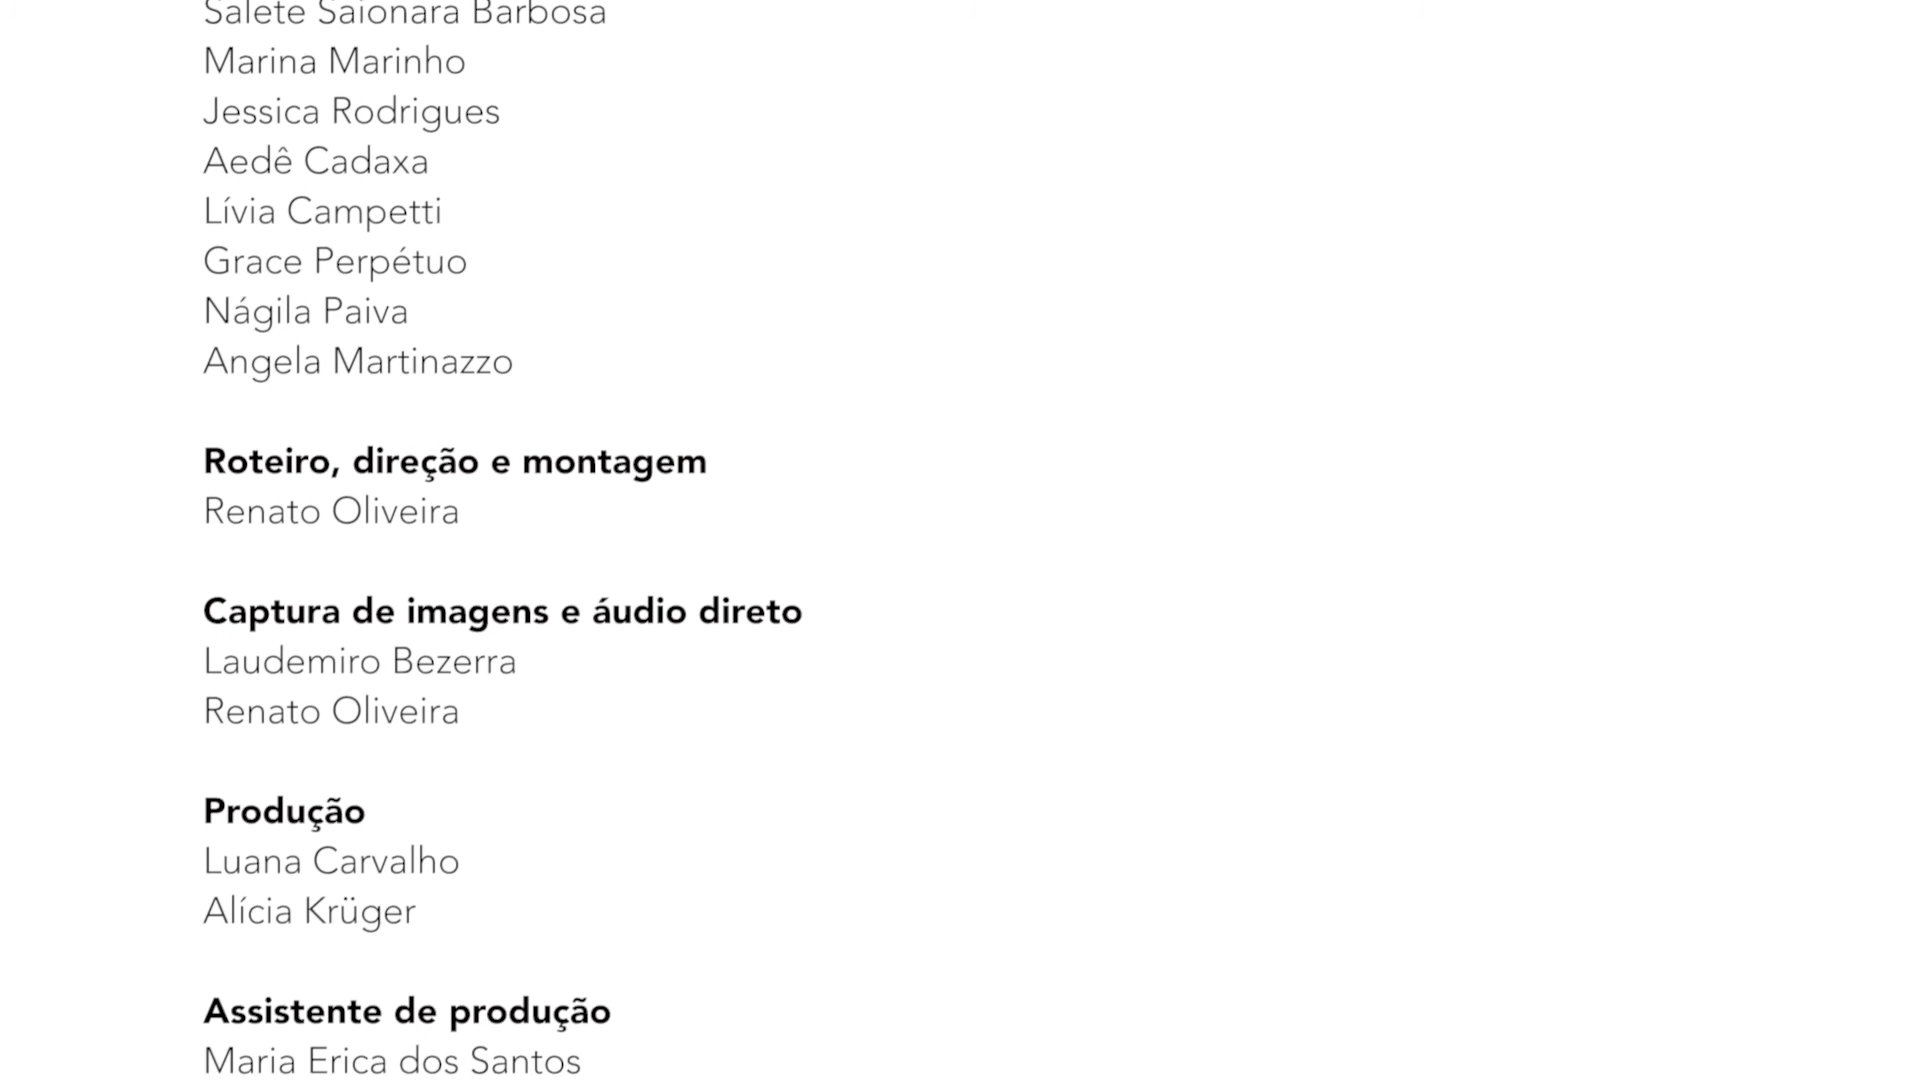 Salete Saionara Barbosa
Marina Marinho
Jessica Rodrigues
Aedê Cadaxa
Lívia Campetti
Grace Perpétuo
Nágila Paiva
Angela Martinazzo
Roteiro, direção e montagem
Renato Oliveira
Captura de imagens e áudio direto
Laudemiro Bezerra
Renato Oliveira
Produção
Luana Carvalho
Alícia Krüger
Assistente de produção
Maria Erica dos Santos